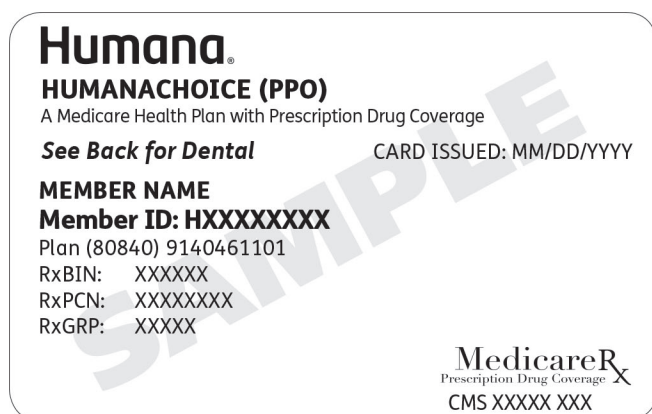 Humana®
HUMANACHOICE (PPO)
A Medicare Health Plan with Prescription Drug Coverage
See Back for Dental CARD ISSUED: MM/DD/YYYY
MEMBER NAME
Member ID: HXXXXXXXX
Plan (80840) 9140461101
RxBIN: XXXXXX
RxPCN: XXXXXXXX
RxGRP: XXXXX
SAMPLE
MedicareRx
Prescription Drug Coverage
CMS XXXXX XXX